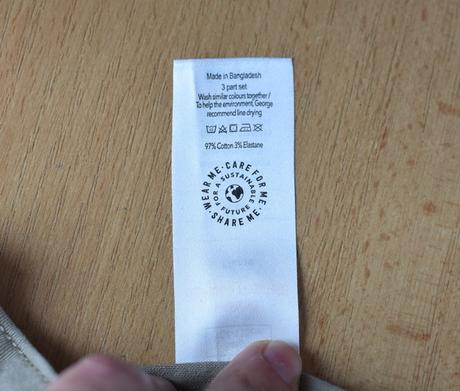 Made in Bangladesh
3 part set
Wash similar colours together /
To help the environment, George
recommend line drying
97% Cotton 3% Elastane
WEAR ME · CARE FOR ME · SHARE ME ·
FOR A SUSTAINABLE FUTURE